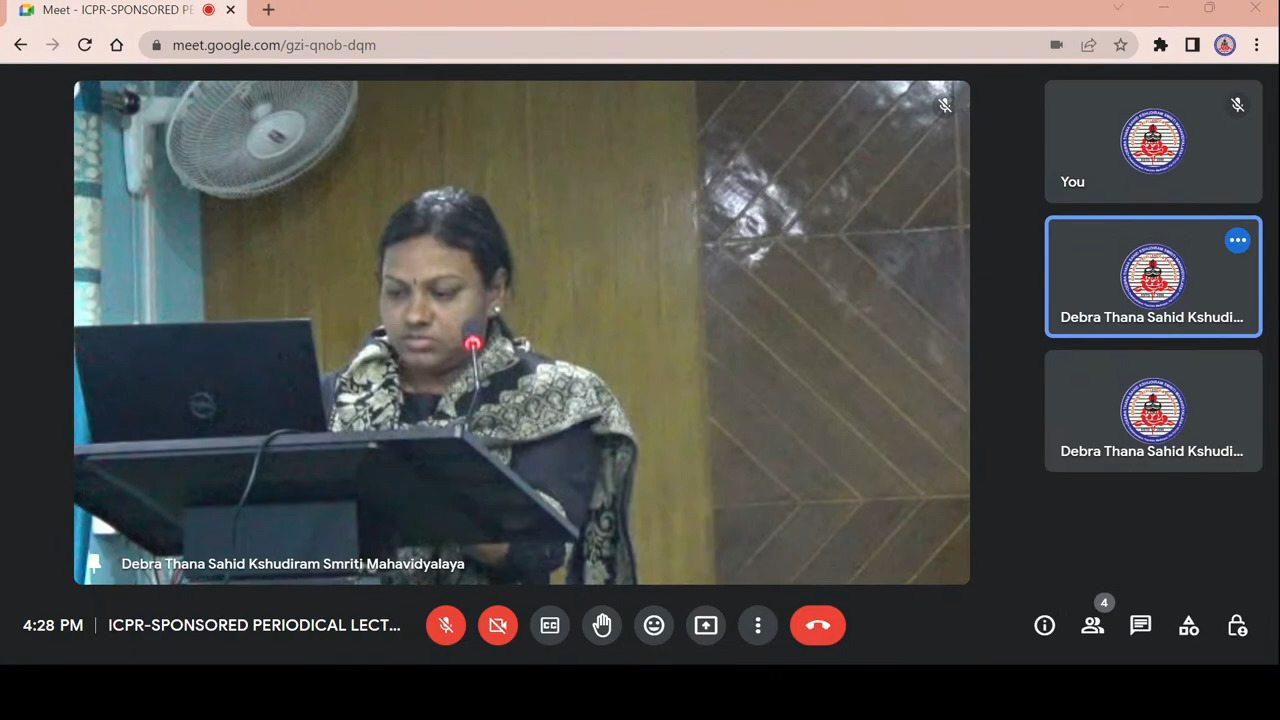 Meet - ICPR-SPONSORED PE
meet.google.com/gzi-qnob-dqm
You
Debra Thana Sahid Kshudi...
Debra Thana Sahid Kshudi...
Debra Thana Sahid Kshudiram Smriti Mahavidyalaya
4
4:28 PM
ICPR-SPONSORED PERIODICAL LECT...
CC